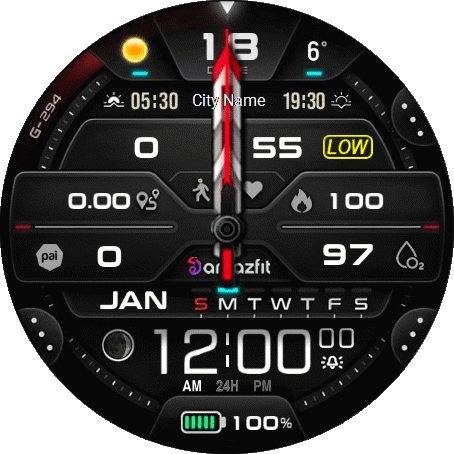 18
6°
05:30 City Name 19:30
G-294
0 55 LOW
0.00 100
pai 0 97 O2
amazfit
JAN S M T W T F S
12:00 00
AM 24H PM
100%